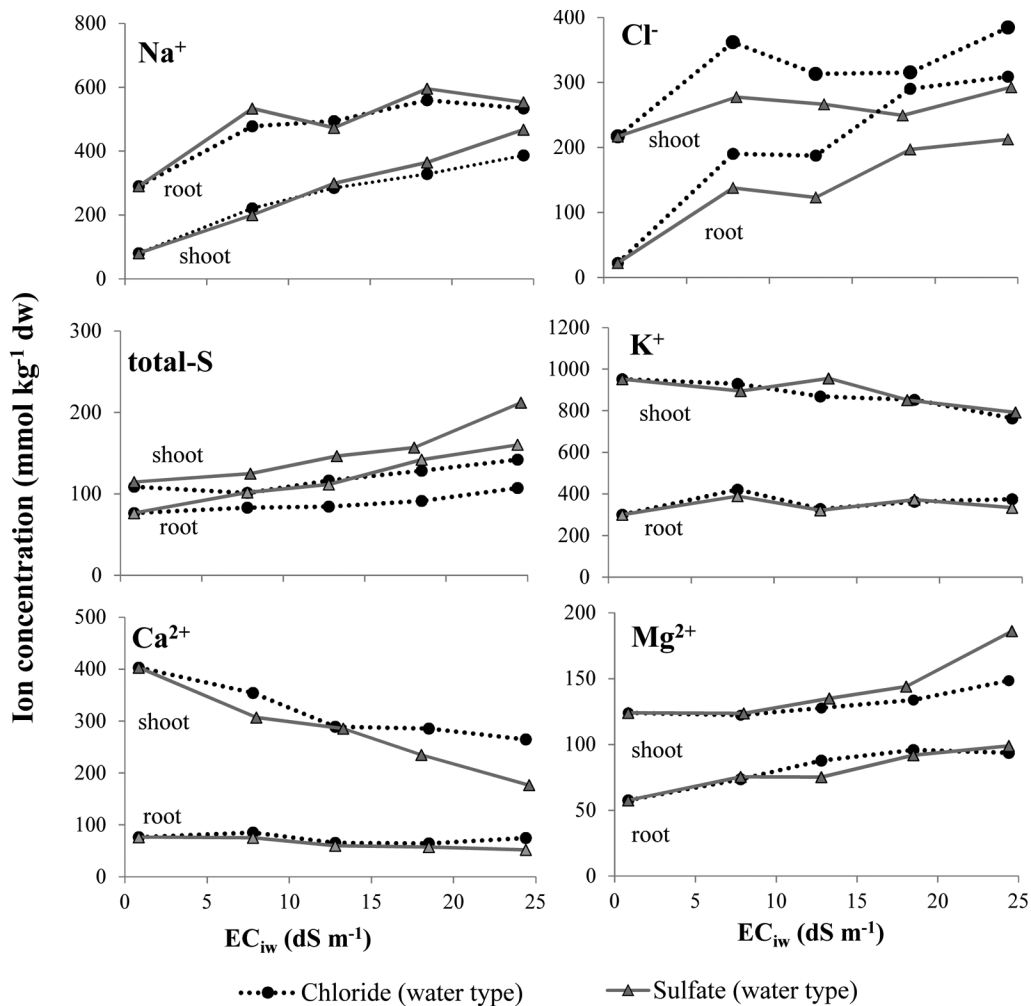 Ion concentration (mmol kg⁻¹ dw)
Na⁺
800
600
400
200
0
root
shoot
Cl⁻
400
300
200
100
0
shoot
root
total-S
300
200
100
0
shoot
root
K⁺
1200
1000
800
600
400
200
0
shoot
root
Ca²⁺
500
400
300
200
100
0
shoot
root
0 5 10 15 20 25
ECiw (dS m⁻¹)
Mg²⁺
200
150
100
50
0
shoot
root
0 5 10 15 20 25
ECiw (dS m⁻¹)
Chloride (water type) Sulfate (water type)